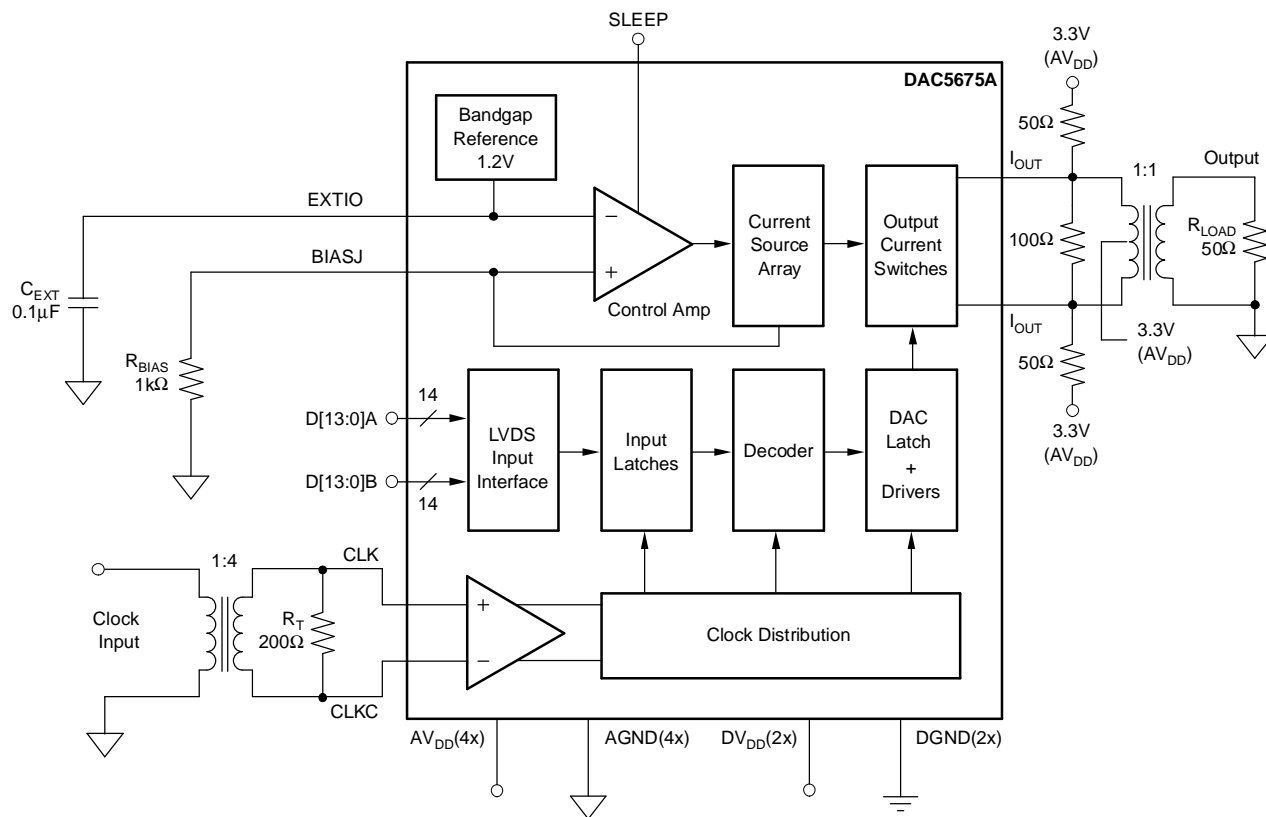 SLEEP
DAC5675A
Bandgap
Reference
1.2V
EXTIO
BIASJ
CEXT
0.1µF
RBIAS
1kΩ
−
+
Control Amp
Current
Source
Array
Output
Current
Switches
3.3V
(AVDD)
50Ω
IOUT
1:1
Output
100Ω
RLOAD
50Ω
IOUT
3.3V
(AVDD)
50Ω
3.3V
(AVDD)
D[13:0]A
14
D[13:0]B
14
LVDS
Input
Interface
Input
Latches
Decoder
DAC
Latch
+
Drivers
1:4
Clock
Input
RT
200Ω
CLK
CLKC
+
−
Clock Distribution
AVDD(4x)
AGND(4x)
DVDD(2x)
DGND(2x)